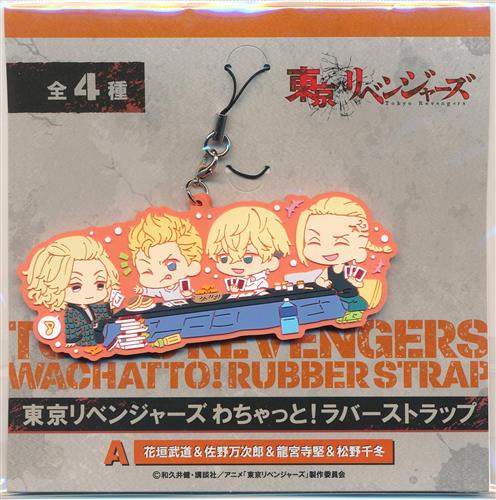 全4種
東京リベンジャーズ
Tokyo Revengers
TO REVENGERS
WACHATTO! RUBBER STRAP
東京リベンジャーズ わちゃっと！ラバーストラップ
A 花垣武道＆佐野万次郎＆龍宮寺堅＆松野千冬
©和久井健・講談社／アニメ「東京リベンジャーズ」製作委員会